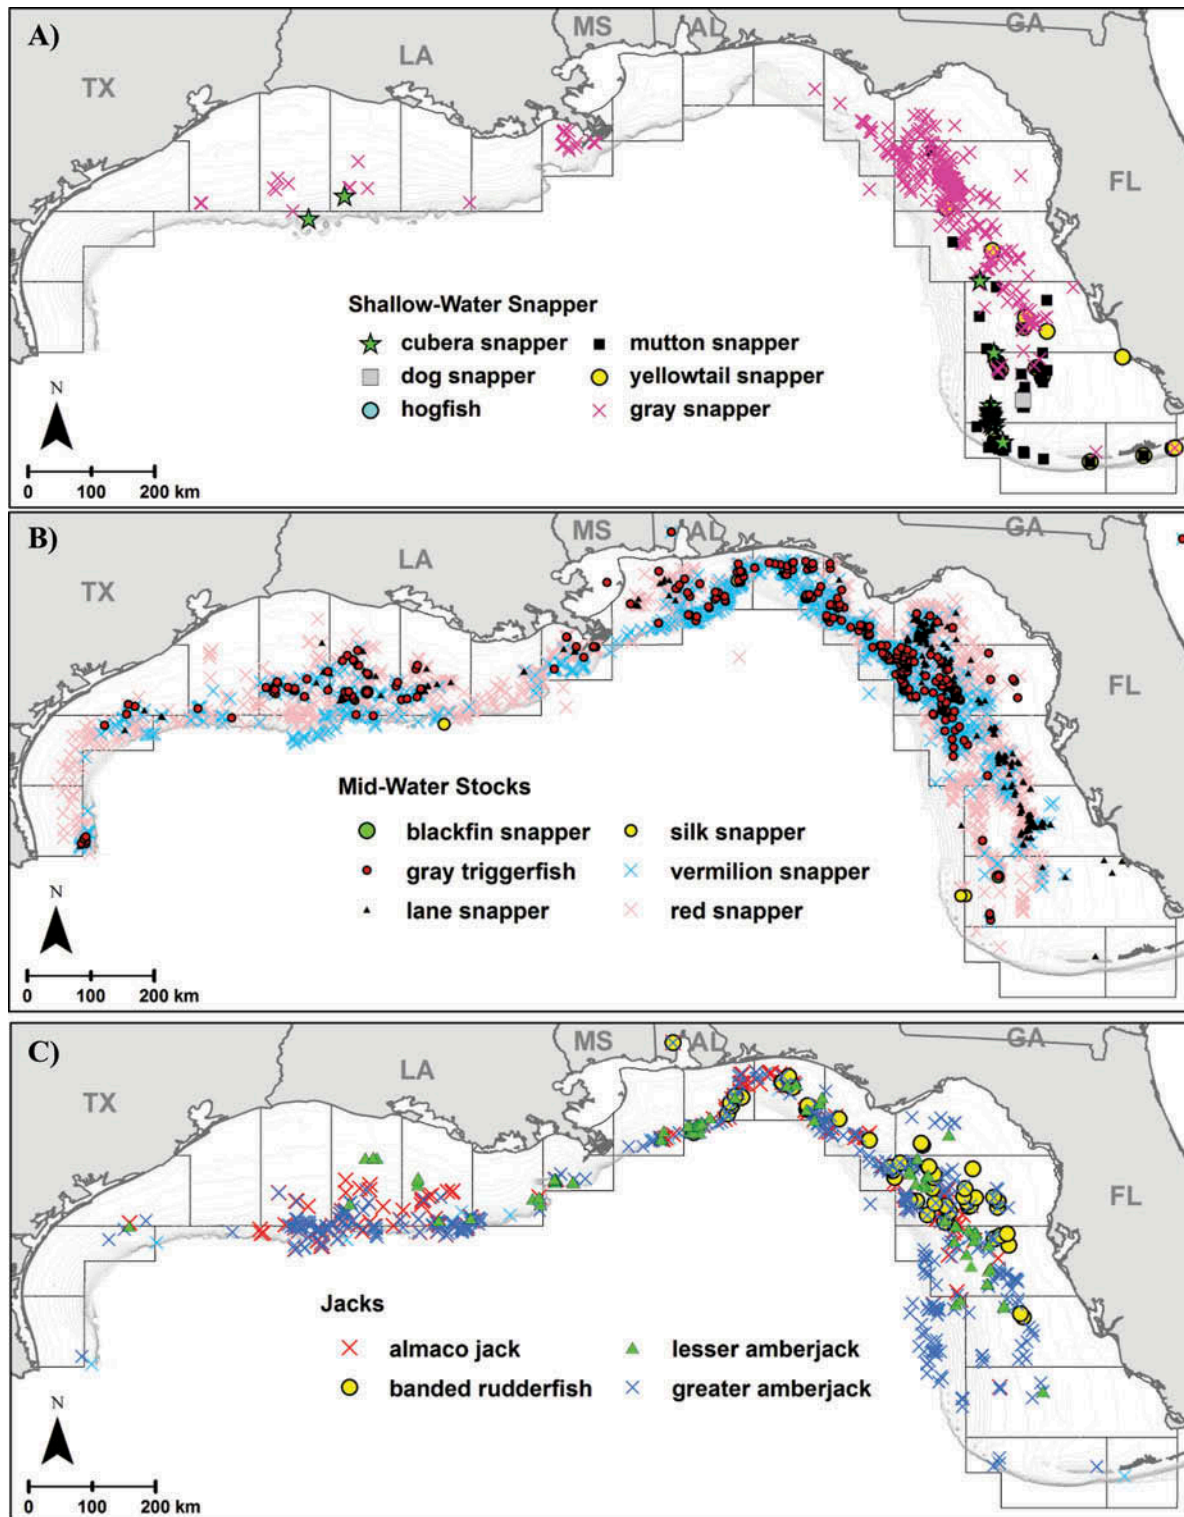 A)
MS
AL
GA
LA
TX
FL
Shallow-Water Snapper
cubera snapper
mutton snapper
dog snapper
yellowtail snapper
hogfish
gray snapper
N
0 100 200 km
B)
MS
AL
GA
LA
TX
FL
Mid-Water Stocks
blackfin snapper
silk snapper
gray triggerfish
vermilion snapper
lane snapper
red snapper
N
0 100 200 km
C)
MS
AL
GA
LA
TX
FL
Jacks
almaco jack
lesser amberjack
banded rudderfish
greater amberjack
N
0 100 200 km